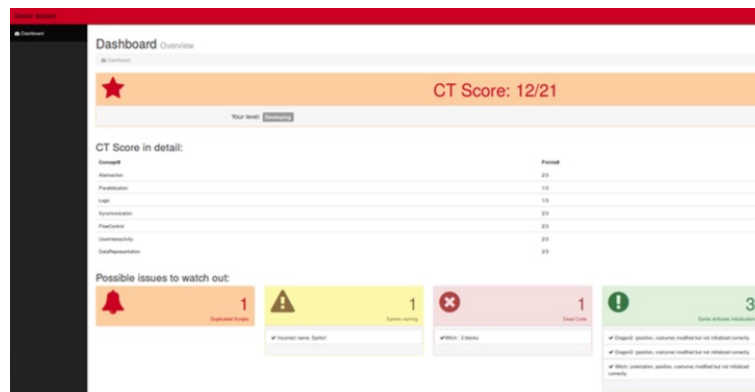 Dashboard
Dashboard Overview
Dashboard
CT Score: 12/21
Your level: Developing
CT Score in detail:
Concept
Abstraction 2/3
Parallelization 1/3
Logic 1/3
Synchronization 2/3
FlowControl 2/3
UserInteractivity 2/3
DataRepresentation 2/3
Possible issues to watch out:
1
Duplicated Scripts
1
Sprites naming
Incorrect name: Sprite1
1
Dead Code
Witch : 2 blocks
3
Sprite attributes initialization
(position, costume) modified but not initialized correctly
(position, costume) modified but not initialized correctly
Witch: (orientation, position, costume) modified but not initialized
correctly